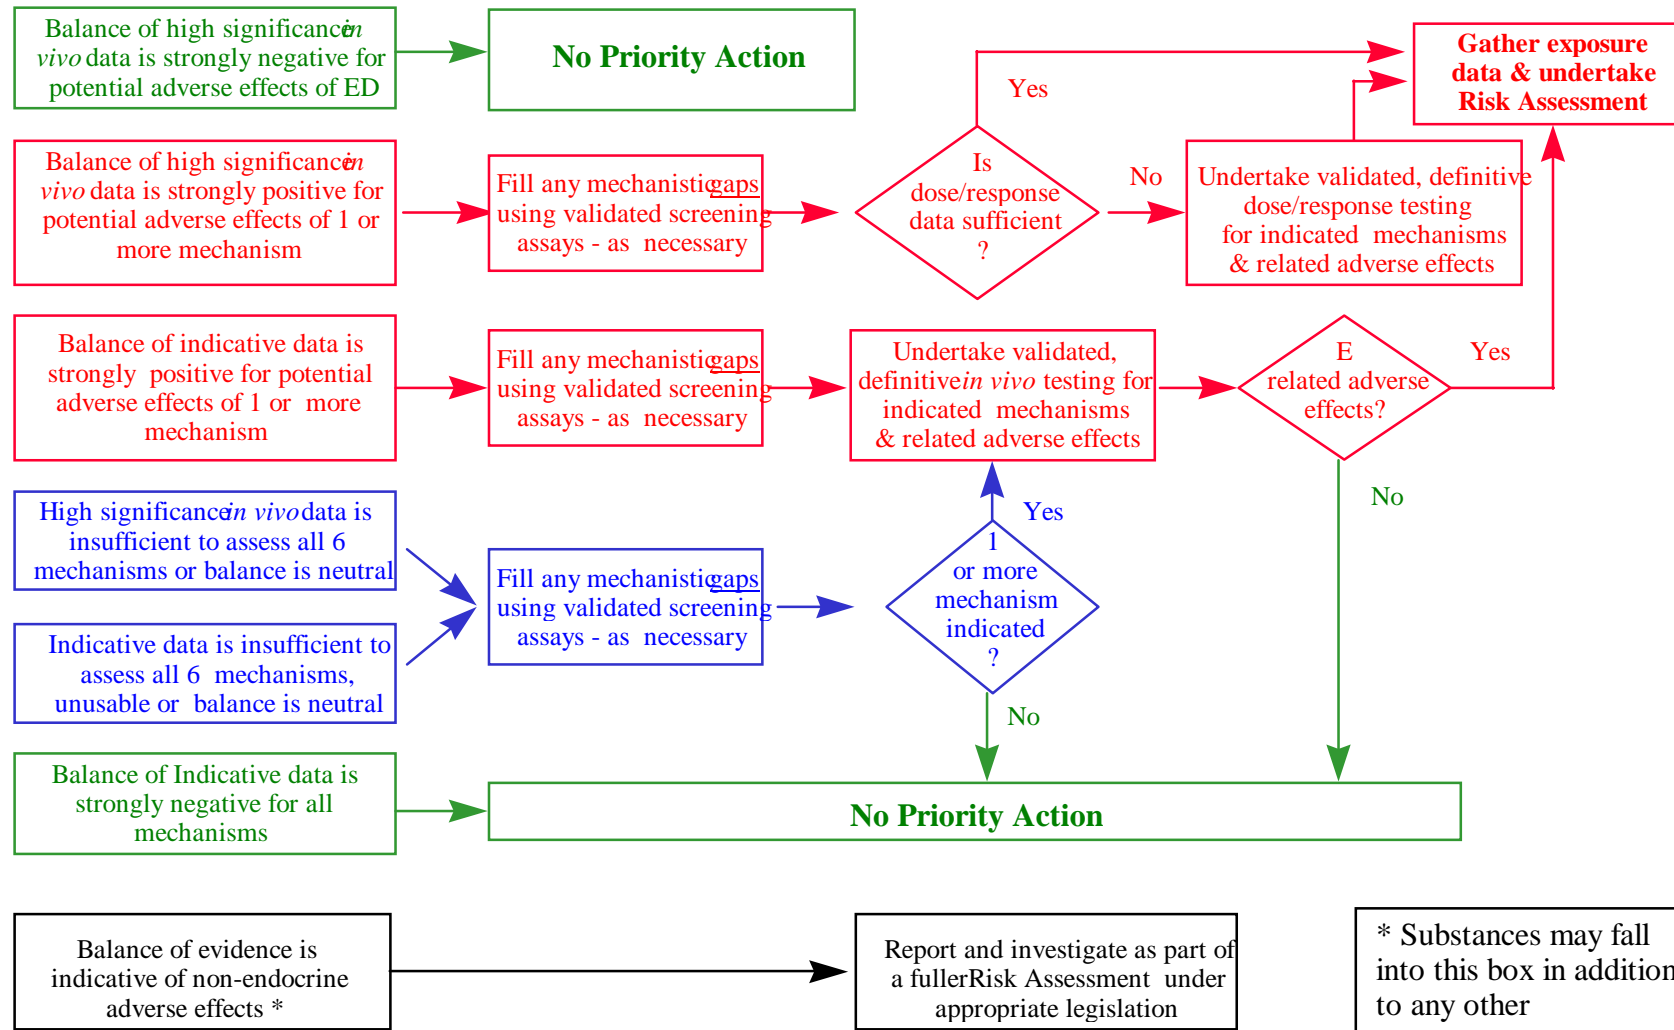 Balance of high significance in
vivo data is strongly negative for
potential adverse effects of ED
No Priority Action
Gather exposure
data & undertake
Risk Assessment
Yes
Balance of high significance in
vivo data is strongly positive for
potential adverse effects of 1 or
more mechanism
Fill any mechanistic gaps
using validated screening
assays - as necessary
Is
dose/response
data sufficient
?
No
Undertake validated, definitive
dose/response testing
for indicated mechanisms
& related adverse effects
Balance of indicative data is
strongly positive for potential
adverse effects of 1 or more
mechanism
Fill any mechanistic gaps
using validated screening
assays - as necessary
Undertake validated,
definitive in vivo testing for
indicated mechanisms
& related adverse effects
E
related adverse
effects?
Yes
No
High significance in vivo data is
insufficient to assess all 6
mechanisms or balance is neutral
Indicative data is insufficient to
assess all 6 mechanisms,
unusable or balance is neutral
Fill any mechanistic gaps
using validated screening
assays - as necessary
Yes
1
or more
mechanism
indicated
?
No
Balance of Indicative data is
strongly negative for all
mechanisms
No Priority Action
Balance of evidence is
indicative of non-endocrine
adverse effects *
Report and investigate as part of
a fuller Risk Assessment under
appropriate legislation
* Substances may fall
into this box in addition
to any other